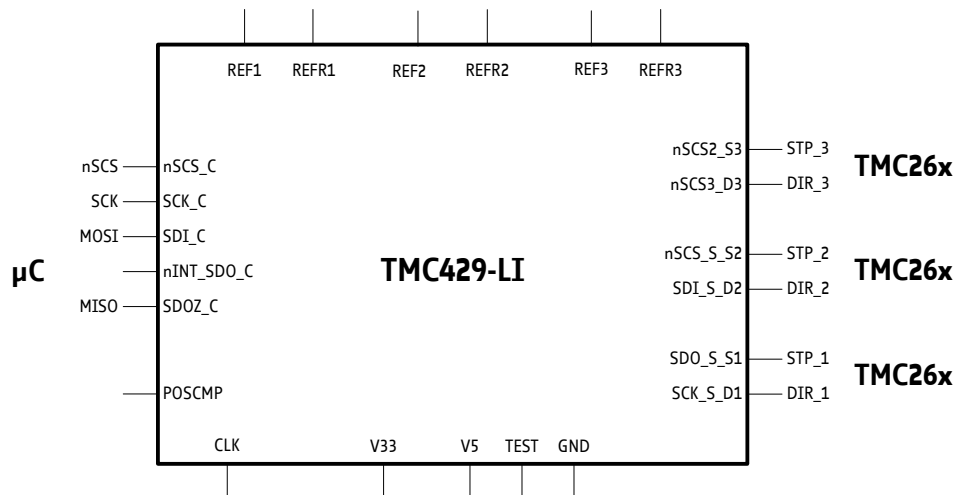 REF1 REFR1 REF2 REFR2 REF3 REFR3
nSCS nSCS_C
SCK SCK_C
MOSI SDI_C
nINT_SDO_C
MISO SDOZ_C
POSCMP
µC
TMC429-LI
nSCS2_S3 STP_3
nSCS3_D3 DIR_3
TMC26x
nSCS_S_S2 STP_2
SDI_S_D2 DIR_2
TMC26x
SDO_S_S1 STP_1
SCK_S_D1 DIR_1
TMC26x
CLK V33 V5 TEST GND